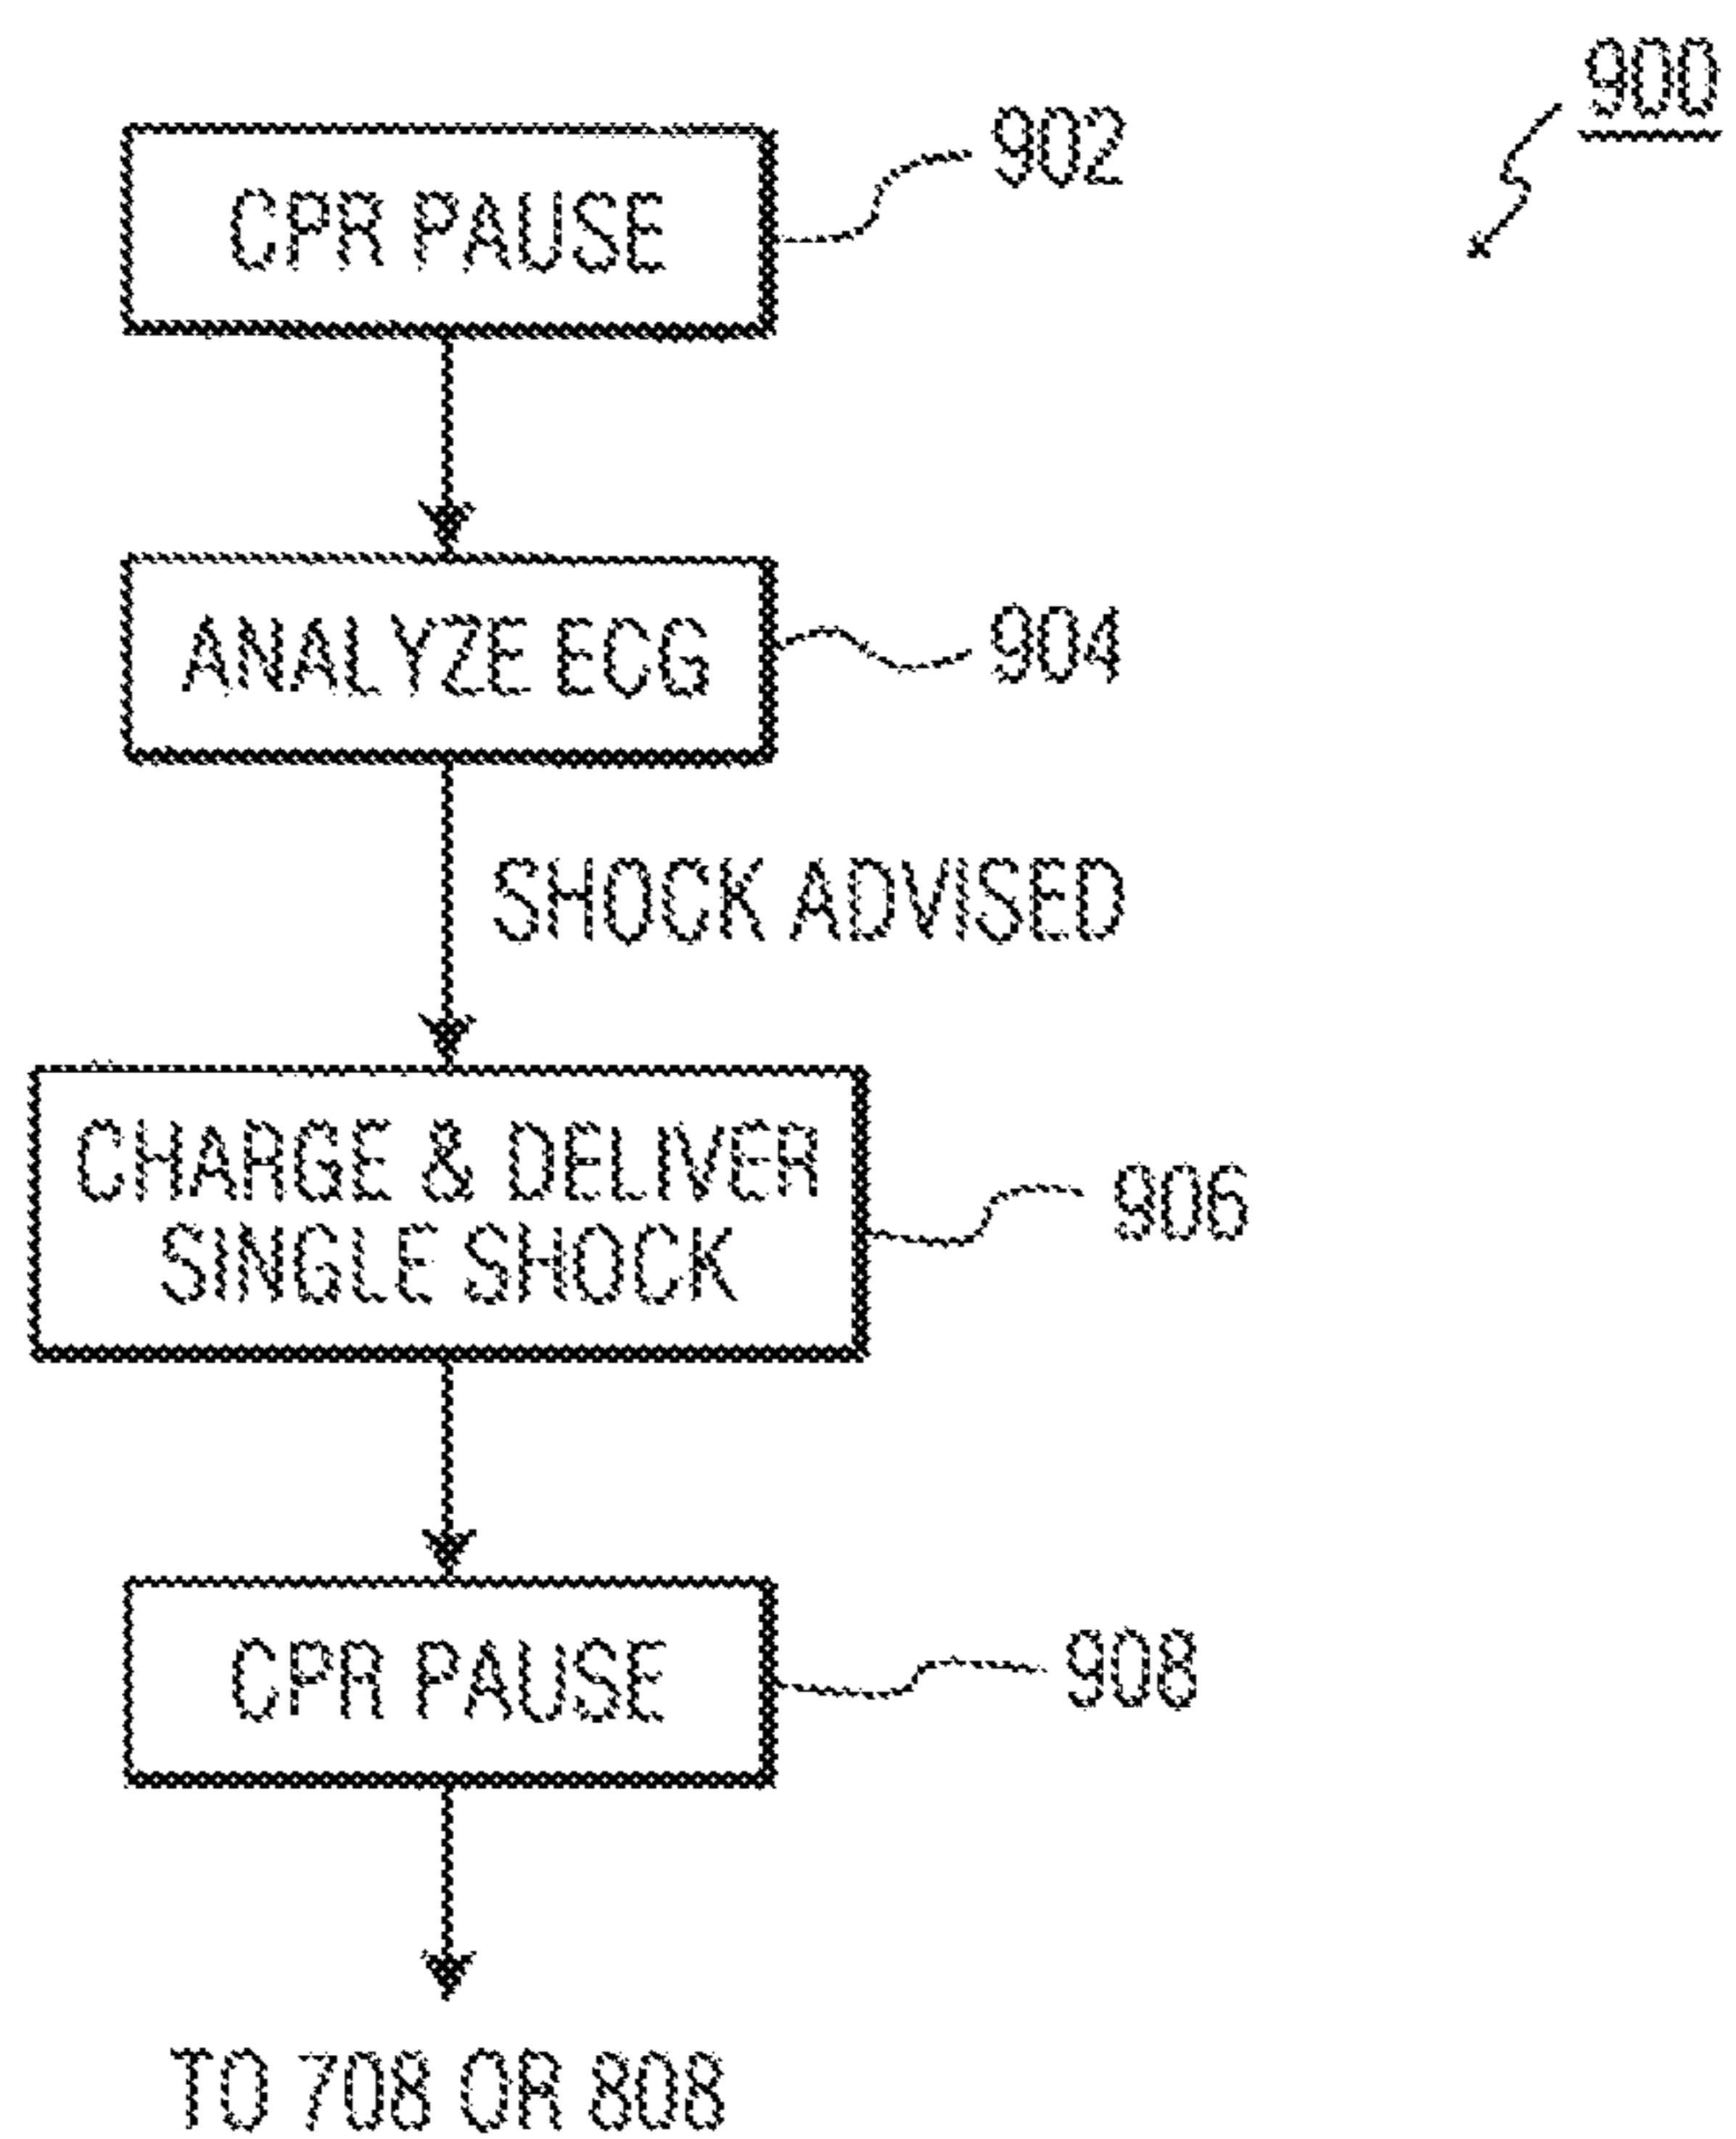 900
CPR PAUSE
902
ANALYZE ECG
904
SHOCK ADVISED
CHARGE & DELIVER
SINGLE SHOCK
906
CPR PAUSE
908
TO 708 OR 808